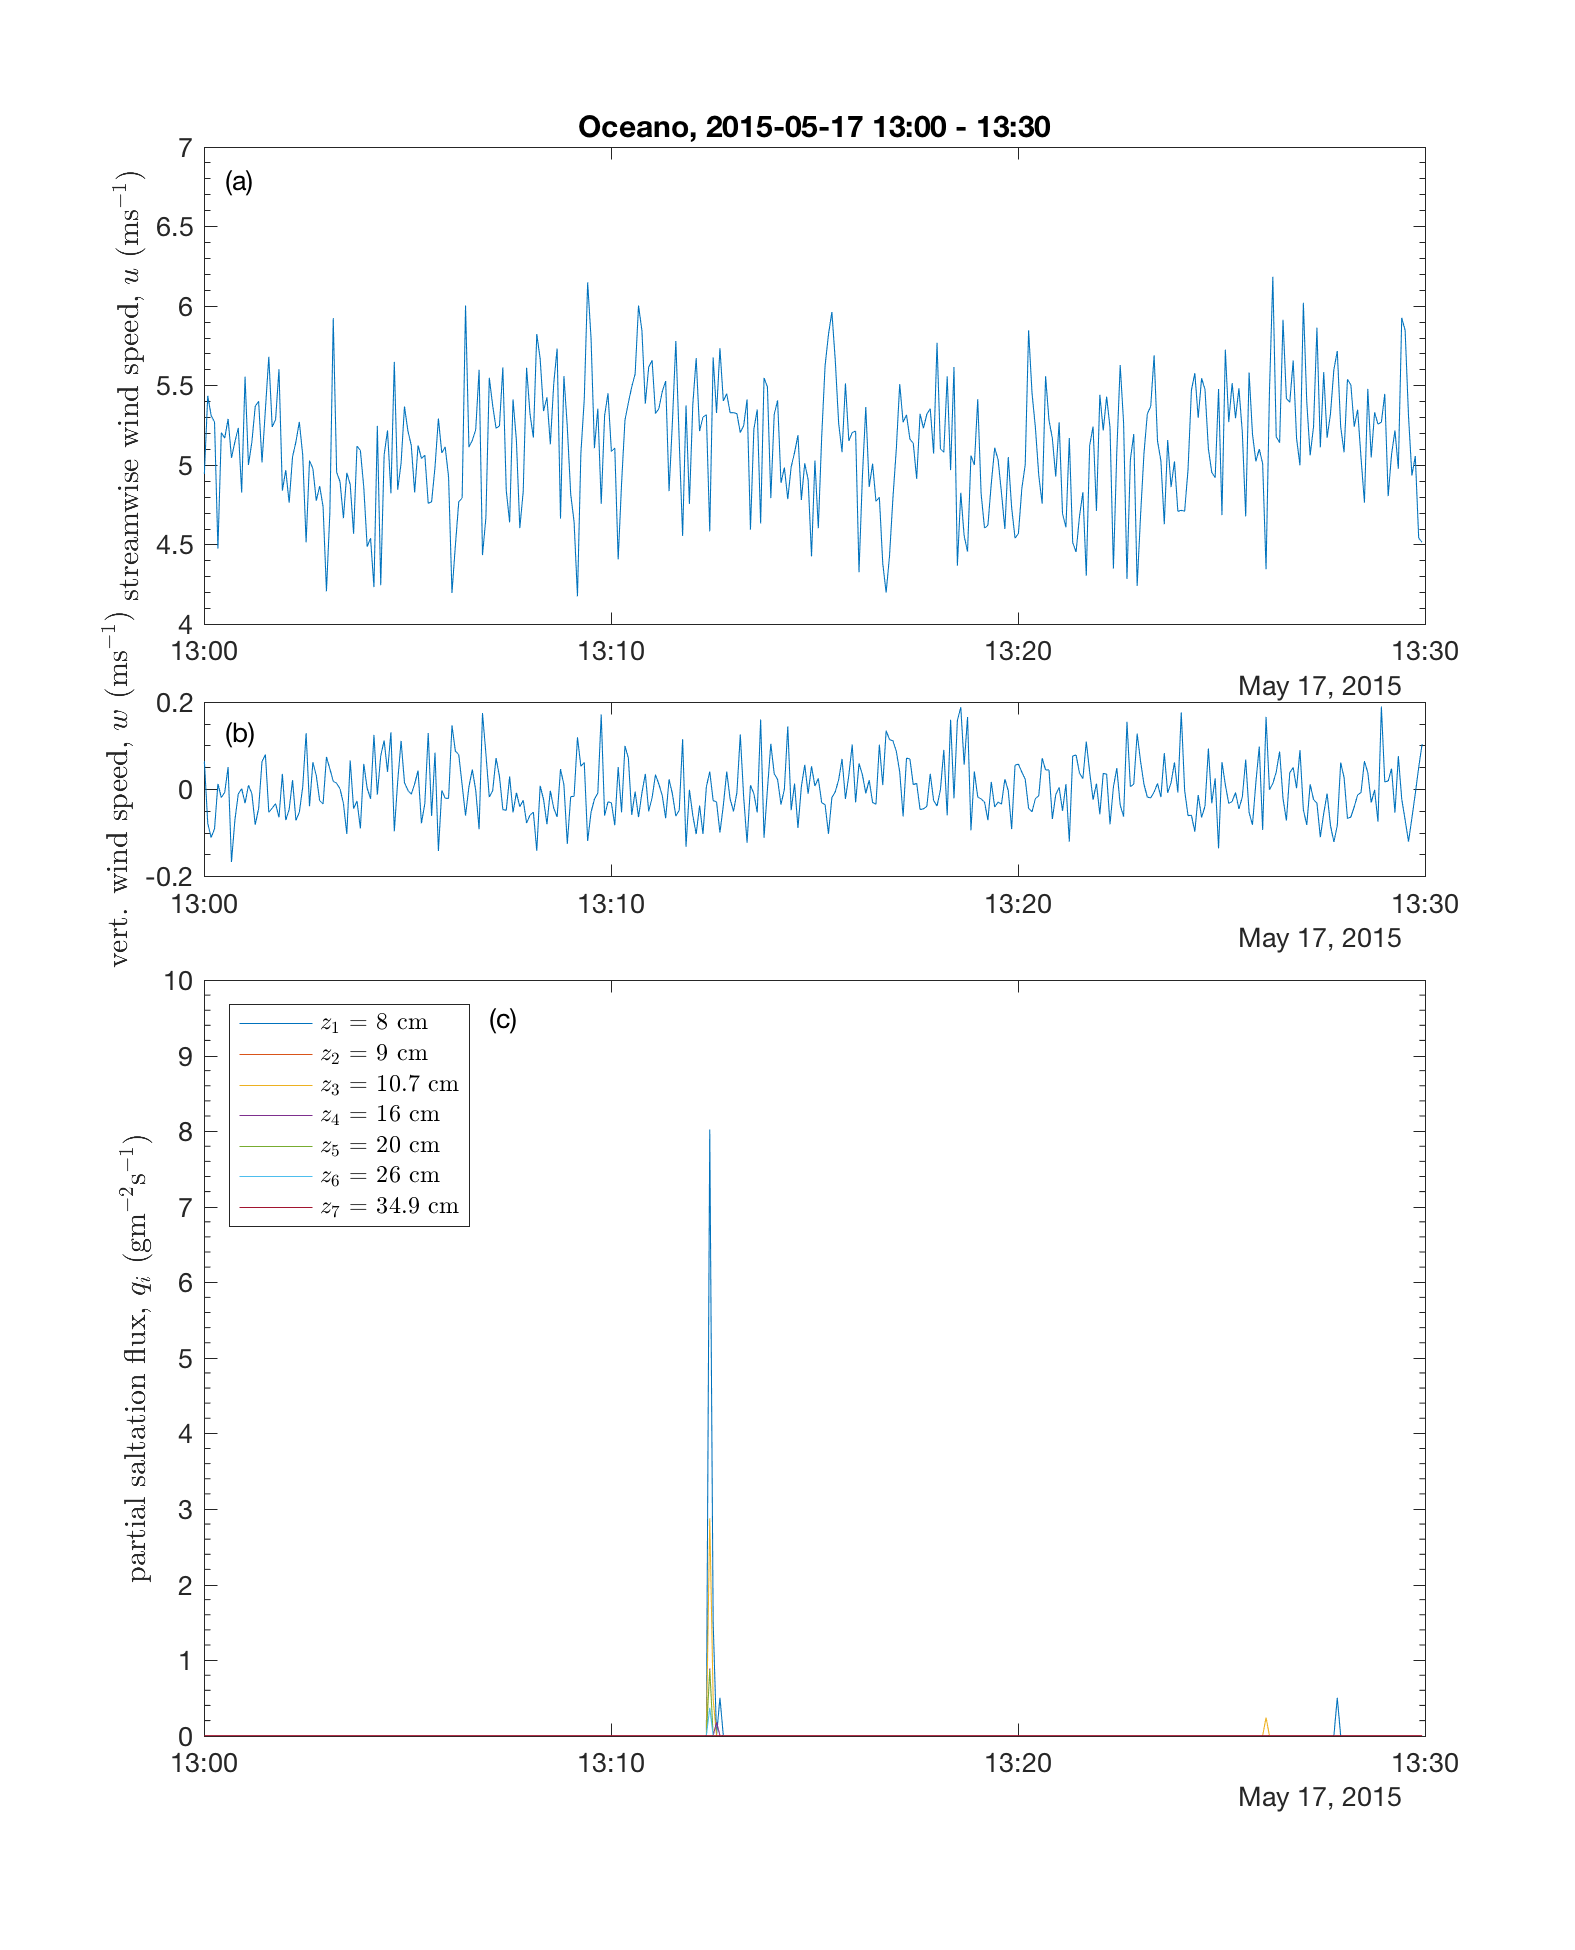 Oceano, 2015-05-17 13:00 - 13:30
(a)
streamwise wind speed, u (ms⁻¹)
7
6.5
6
5.5
5
4.5
4
13:00 13:10 13:20 13:30
May 17, 2015
(b)
vert. wind speed, w (ms⁻¹)
0.2
0
-0.2
13:00 13:10 13:20 13:30
May 17, 2015
(c)
partial saltation flux, qᵢ (gm⁻²s⁻¹)
10
9
8
7
6
5
4
3
2
1
0
z₁ = 8 cm
z₂ = 9 cm
z₃ = 10.7 cm
z₄ = 16 cm
z₅ = 20 cm
z₆ = 26 cm
z₇ = 34.9 cm
13:00 13:10 13:20 13:30
May 17, 2015